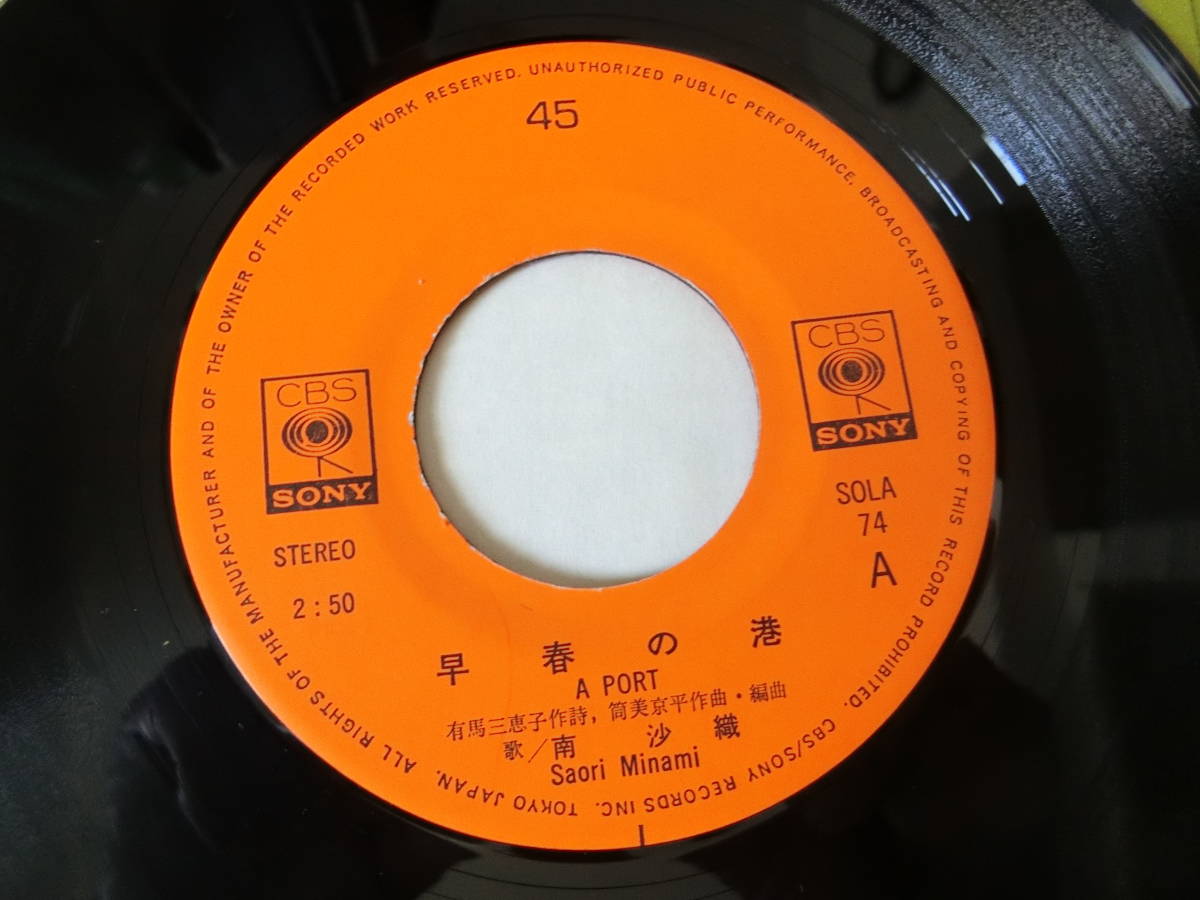 45
CBS
SONY
CBS
SONY
STEREO
2:50
SOLA
74
A
早春の港
A PORT
有馬三恵子作詩, 筒美京平作曲・編曲
歌/南 沙織
Saori Minami
ALL RIGHTS OF THE MANUFACTURER AND OF THE OWNER OF THE RECORDED WORK RESERVED. UNAUTHORIZED PUBLIC PERFORMANCE, BROADCASTING AND COPYING OF THIS RECORD PROHIBITED. CBS/SONY RECORDS INC. TOKYO JAPAN.